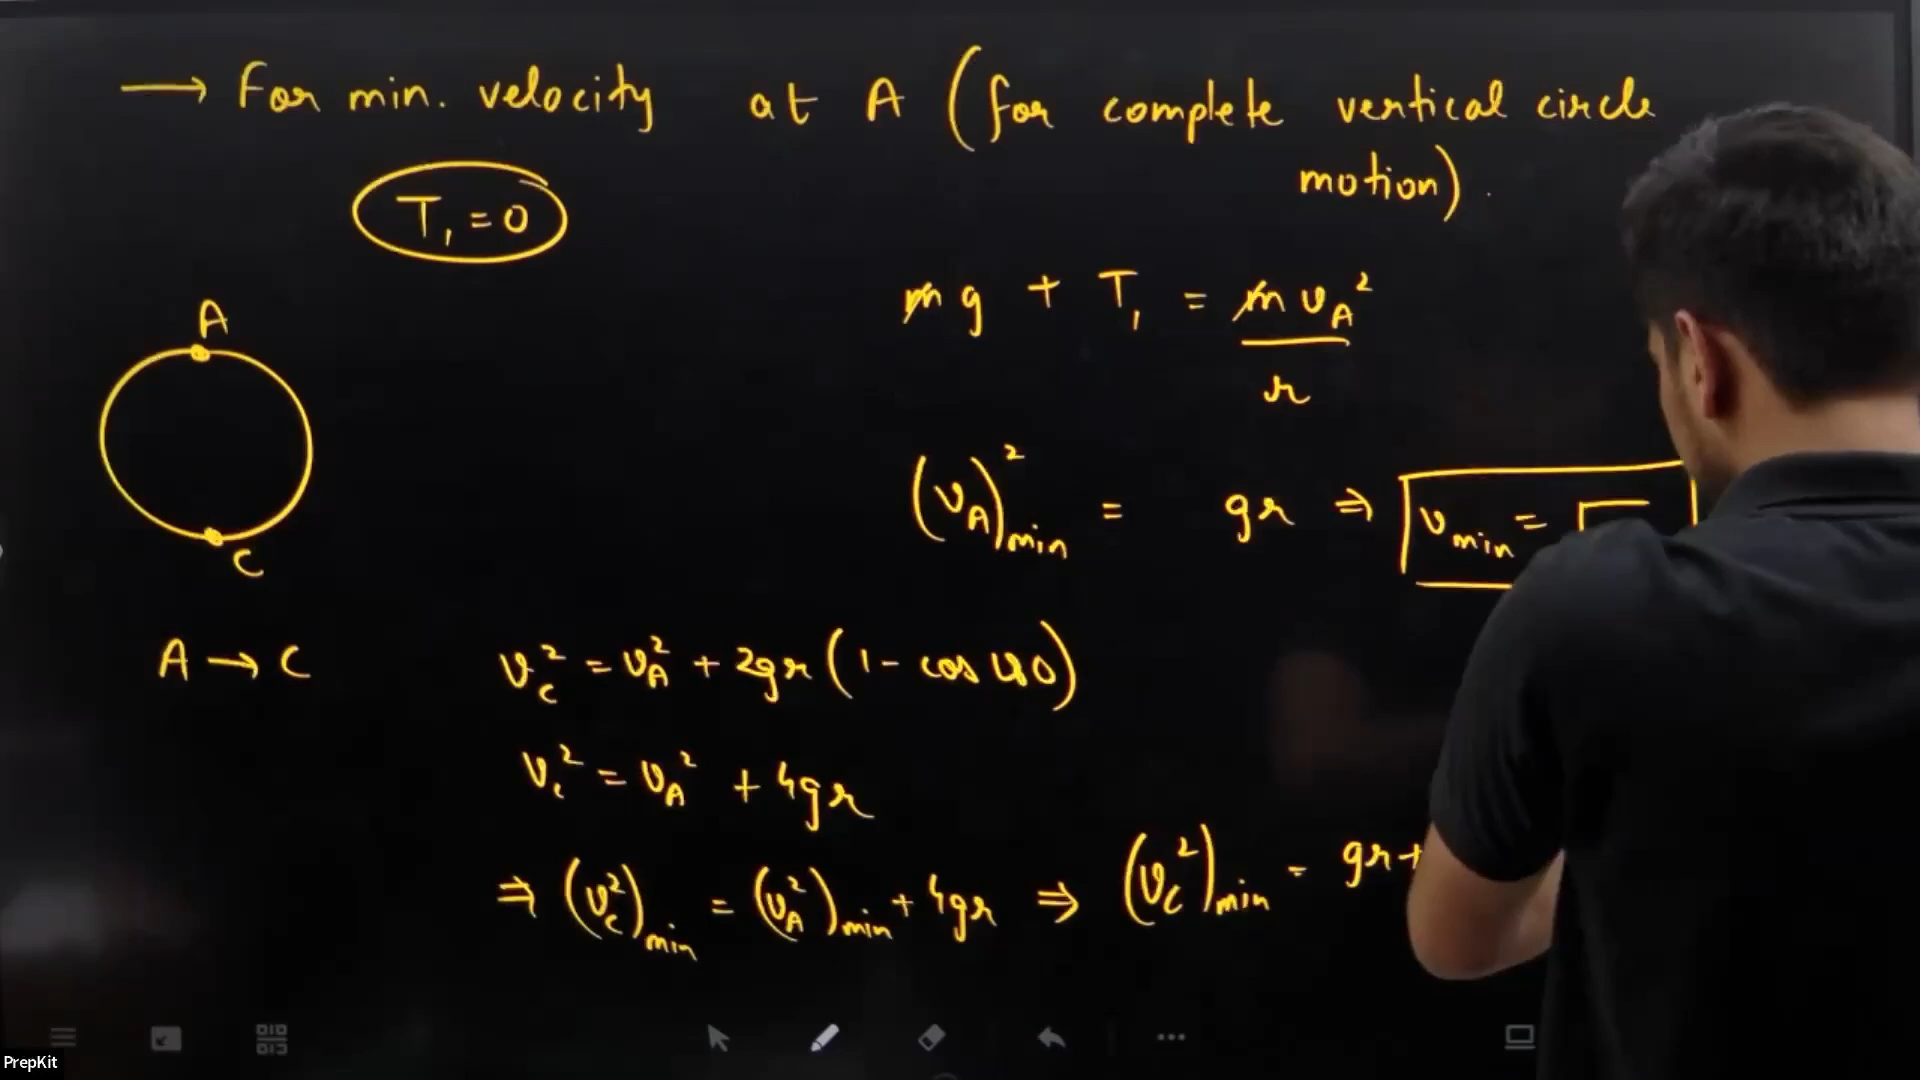 → For min. velocity at A (for complete vertical circle
motion).
T₁ = 0
mg + T₁ = mv_A²
r
A
(v_A)²_min = gr ⇒ v_min = √
C
A → C v_C² = v_A² + 2gr (1 - cos 180)
v_C² = v_A² + 4gr
⇒ (v_C²)_min = (v_A²)_min + 4gr ⇒ (v_C²)_min = gr +
PrepKit